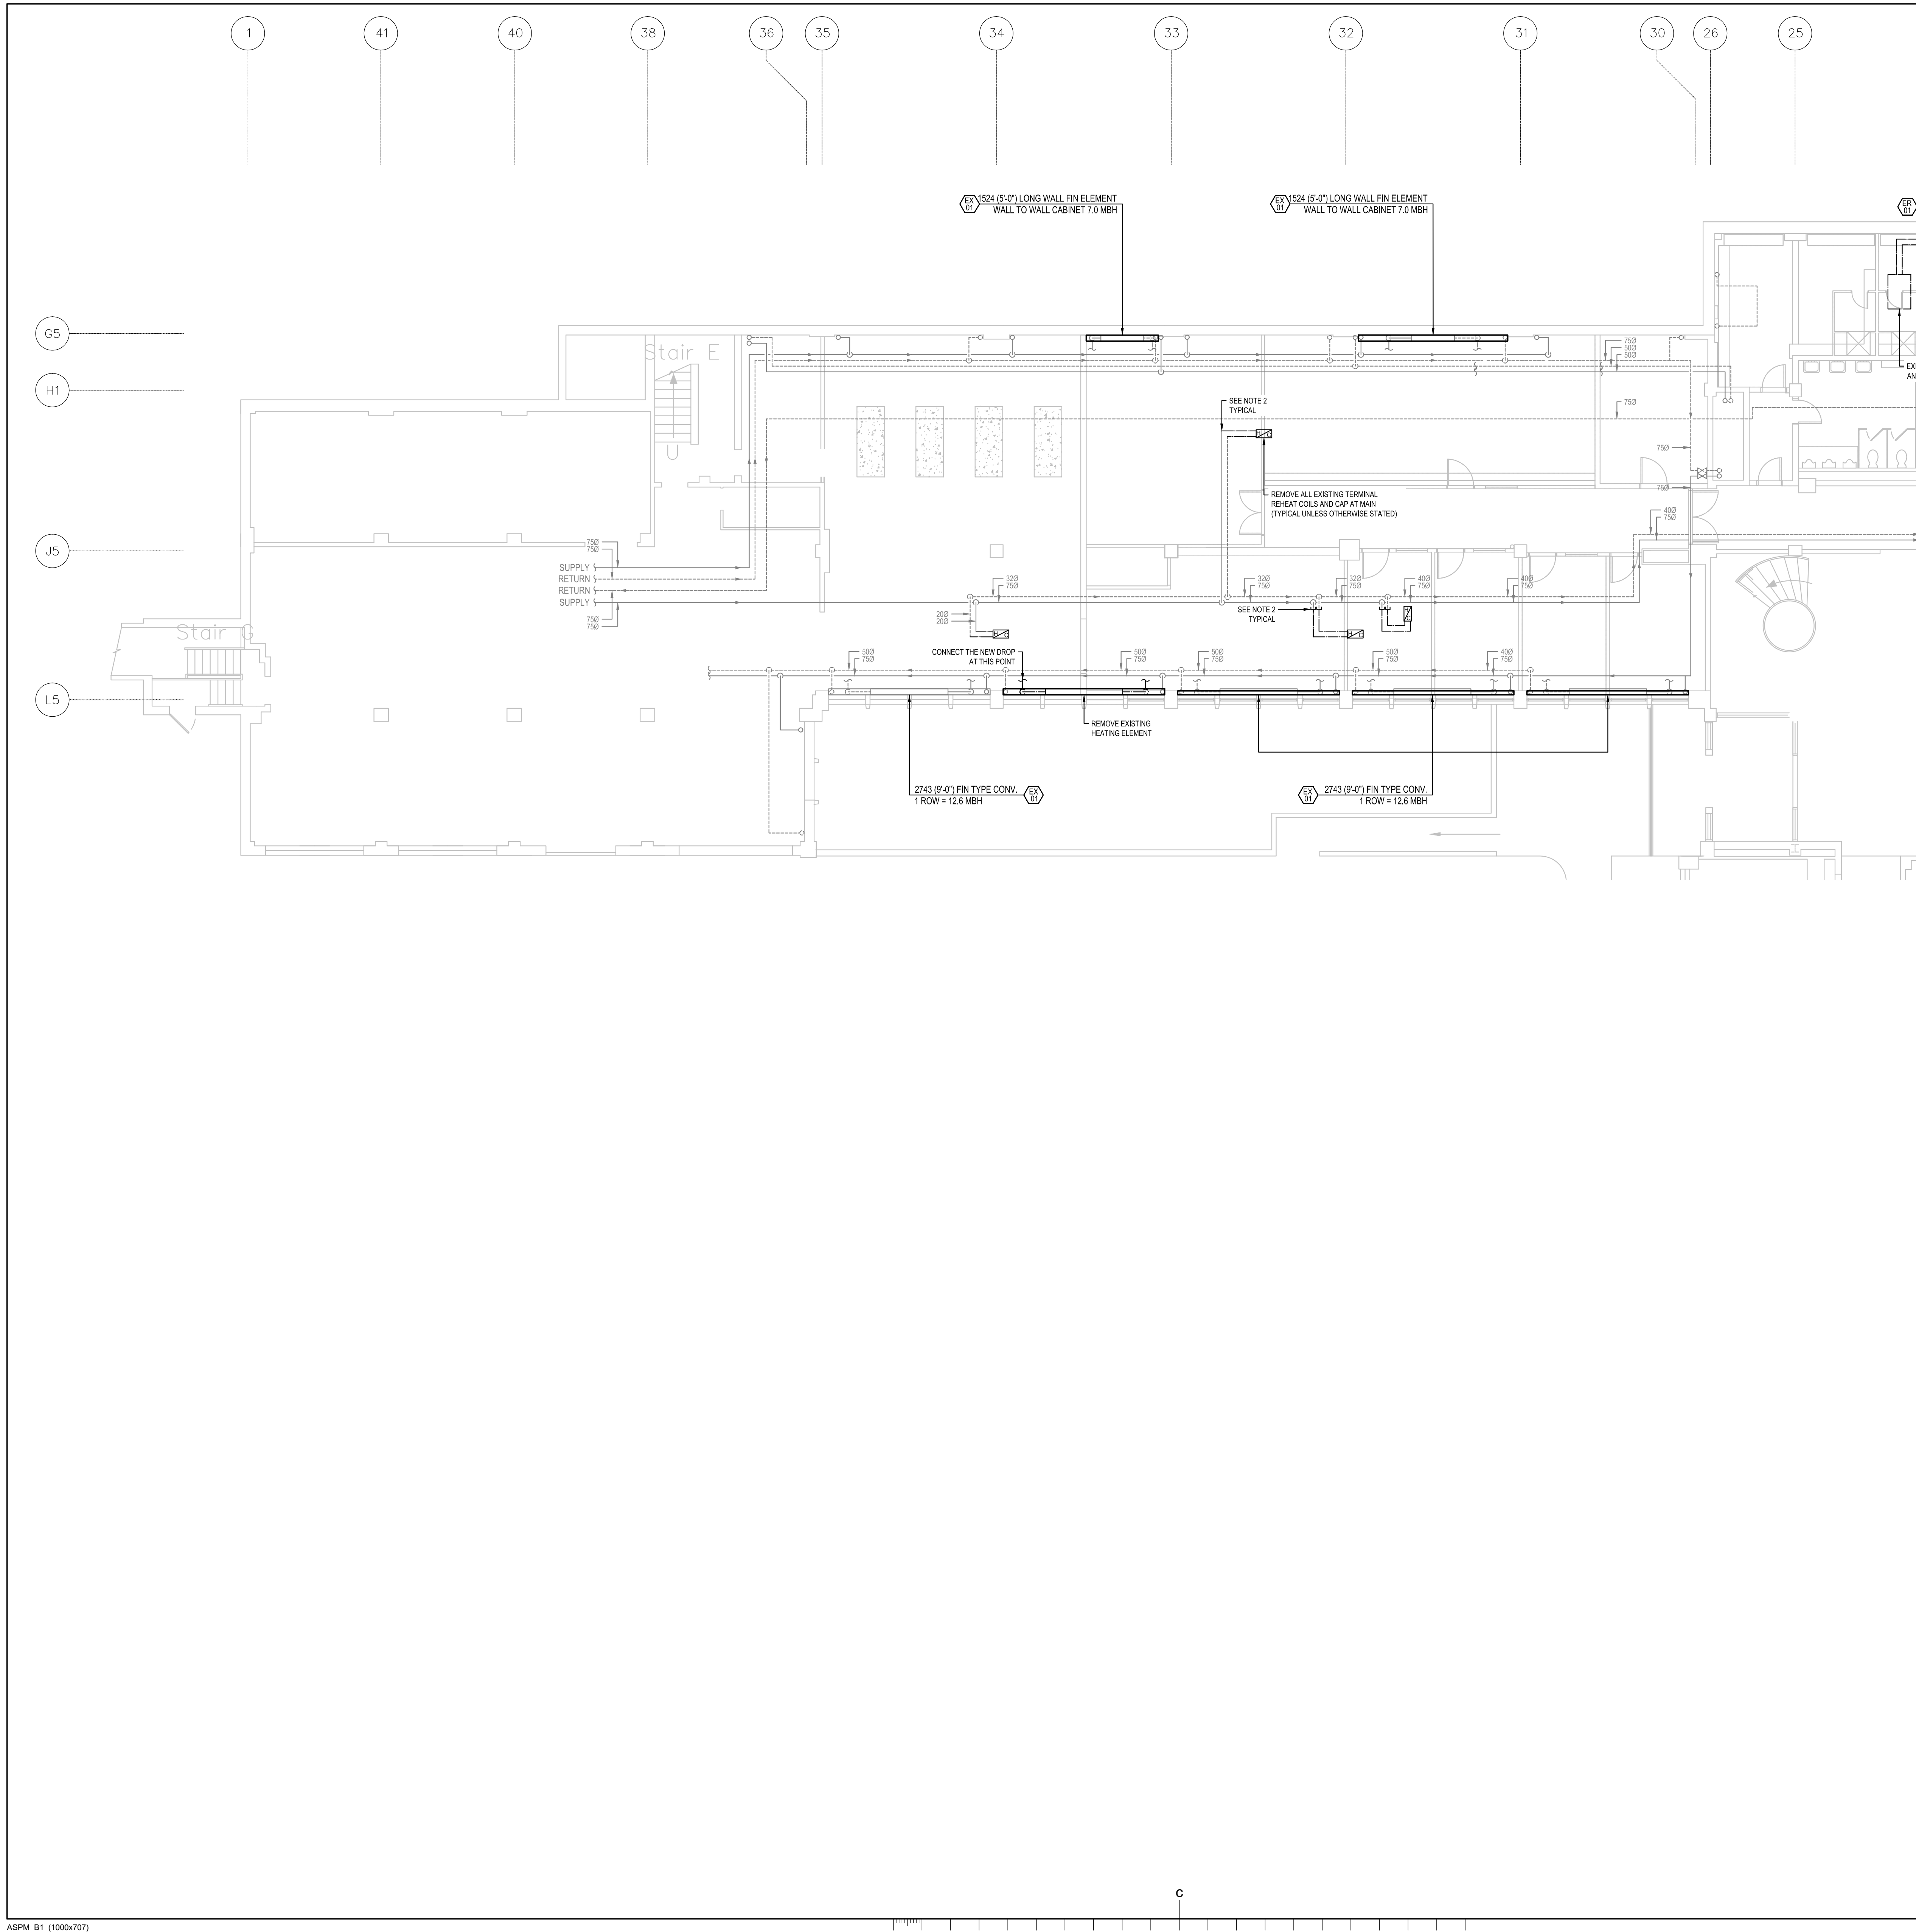 1
41
40
38
36
35
34
33
32
31
30
26
25
EX
01
1524 (5'-0") LONG WALL FIN ELEMENT
WALL TO WALL CABINET 7.0 MBH
EX
01
1524 (5'-0") LONG WALL FIN ELEMENT
WALL TO WALL CABINET 7.0 MBH
ER
01
G5
Stair E
75Ø
50Ø
50Ø
EX
AN
H1
SEE NOTE 2
TYPICAL
75Ø
75Ø
REMOVE ALL EXISTING TERMINAL
REHEAT COILS AND CAP AT MAIN
(TYPICAL UNLESS OTHERWISE STATED)
75Ø
40Ø
75Ø
J5
75Ø
75Ø
SUPPLY
RETURN
RETURN
SUPPLY
75Ø
75Ø
32Ø
75Ø
32Ø
75Ø
32Ø
75Ø
40Ø
75Ø
40Ø
75Ø
20Ø
20Ø
SEE NOTE 2
TYPICAL
Stair G
CONNECT THE NEW DROP
AT THIS POINT
50Ø
75Ø
50Ø
75Ø
50Ø
75Ø
50Ø
75Ø
40Ø
75Ø
L5
REMOVE EXISTING
HEATING ELEMENT
2743 (9'-0") FIN TYPE CONV.
1 ROW = 12.6 MBH
EX
01
EX
01
2743 (9'-0") FIN TYPE CONV.
1 ROW = 12.6 MBH
C
ASPM B1 (1000x707)